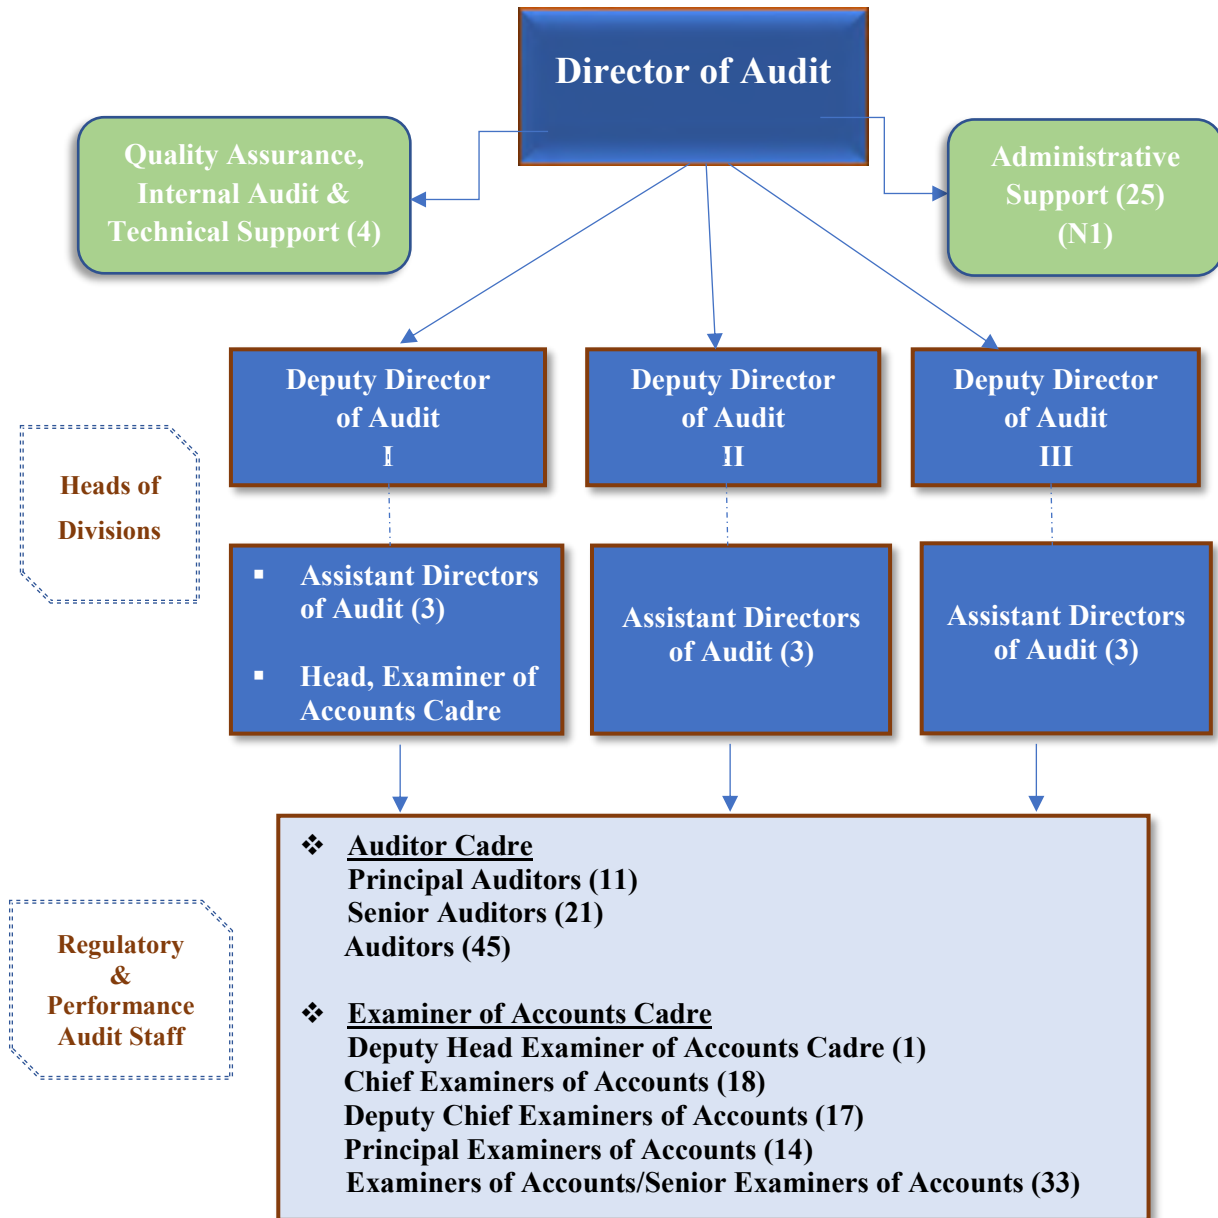 Director of Audit
Quality Assurance,
Internal Audit &
Technical Support (4)
Administrative
Support (25)
(N1)
Deputy Director
of Audit
I
Deputy Director
of Audit
II
Deputy Director
of Audit
III
Heads of
Divisions
▪ Assistant Directors
of Audit (3)
▪ Head, Examiner of
Accounts Cadre
Assistant Directors
of Audit (3)
Assistant Directors
of Audit (3)
Regulatory
&
Performance
Audit Staff
❖ Auditor Cadre
Principal Auditors (11)
Senior Auditors (21)
Auditors (45)
❖ Examiner of Accounts Cadre
Deputy Head Examiner of Accounts Cadre (1)
Chief Examiners of Accounts (18)
Deputy Chief Examiners of Accounts (17)
Principal Examiners of Accounts (14)
Examiners of Accounts/Senior Examiners of Accounts (33)